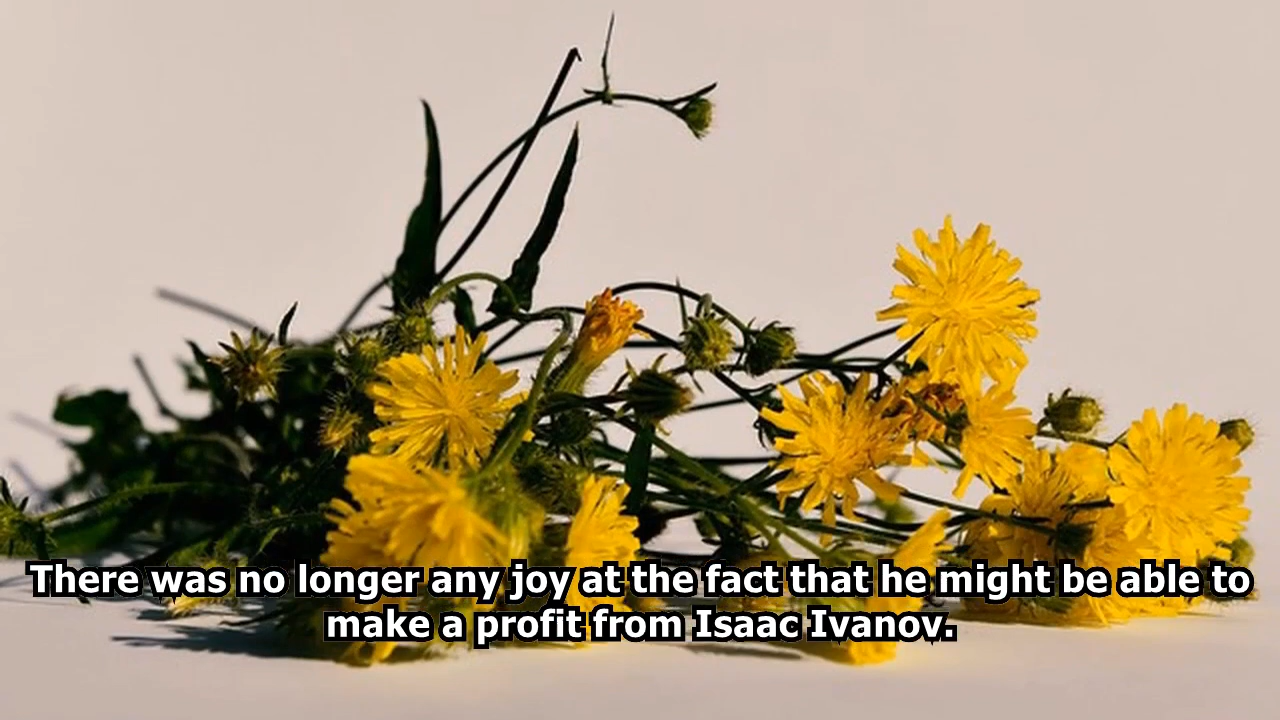 There was no longer any joy at the fact that he might be able to
make a profit from Isaac Ivanov.